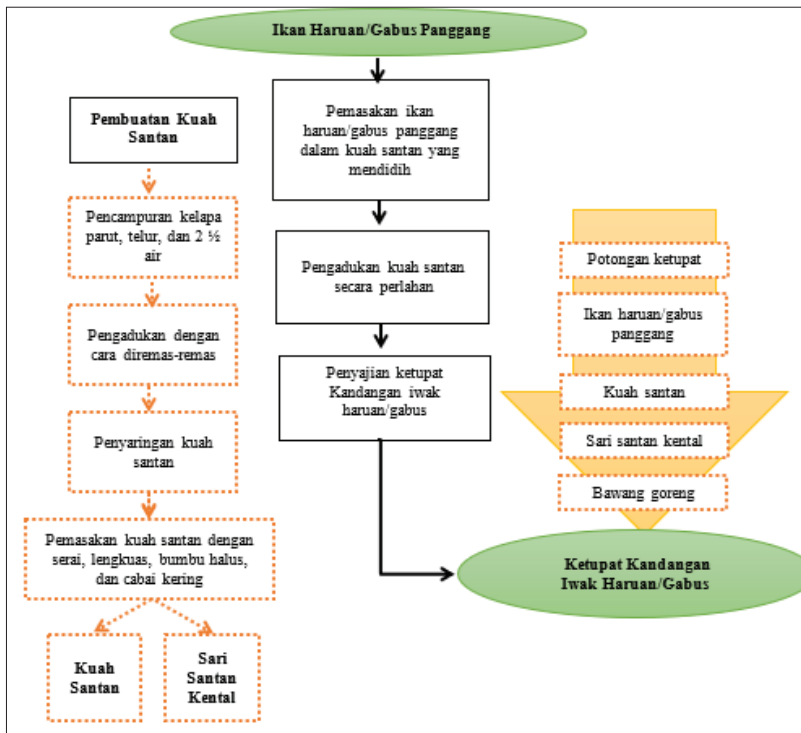 Ikan Haruan/Gabus Panggang
Pembuatan Kuah
Santan
Pencampuran kelapa
parut, telur, dan 2 ½
air
Pengadukan dengan
cara diremas-remas
Penyaringan kuah
santan
Pemasakan kuah santan dengan
serai, lengkuas, bumbu halus,
dan cabai kering
Kuah
Santan
Sari
Santan
Kental
Pemasakan ikan
haruan/gabus panggang
dalam kuah santan yang
mendidih
Pengadukan kuah santan
secara perlahan
Penyajian ketupat
Kandangan iwak
haruan/gabus
Potongan ketupat
Ikan haruan/gabus
panggang
Kuah santan
Sari santan kental
Bawang goreng
Ketupat Kandangan
Iwak Haruan/Gabus